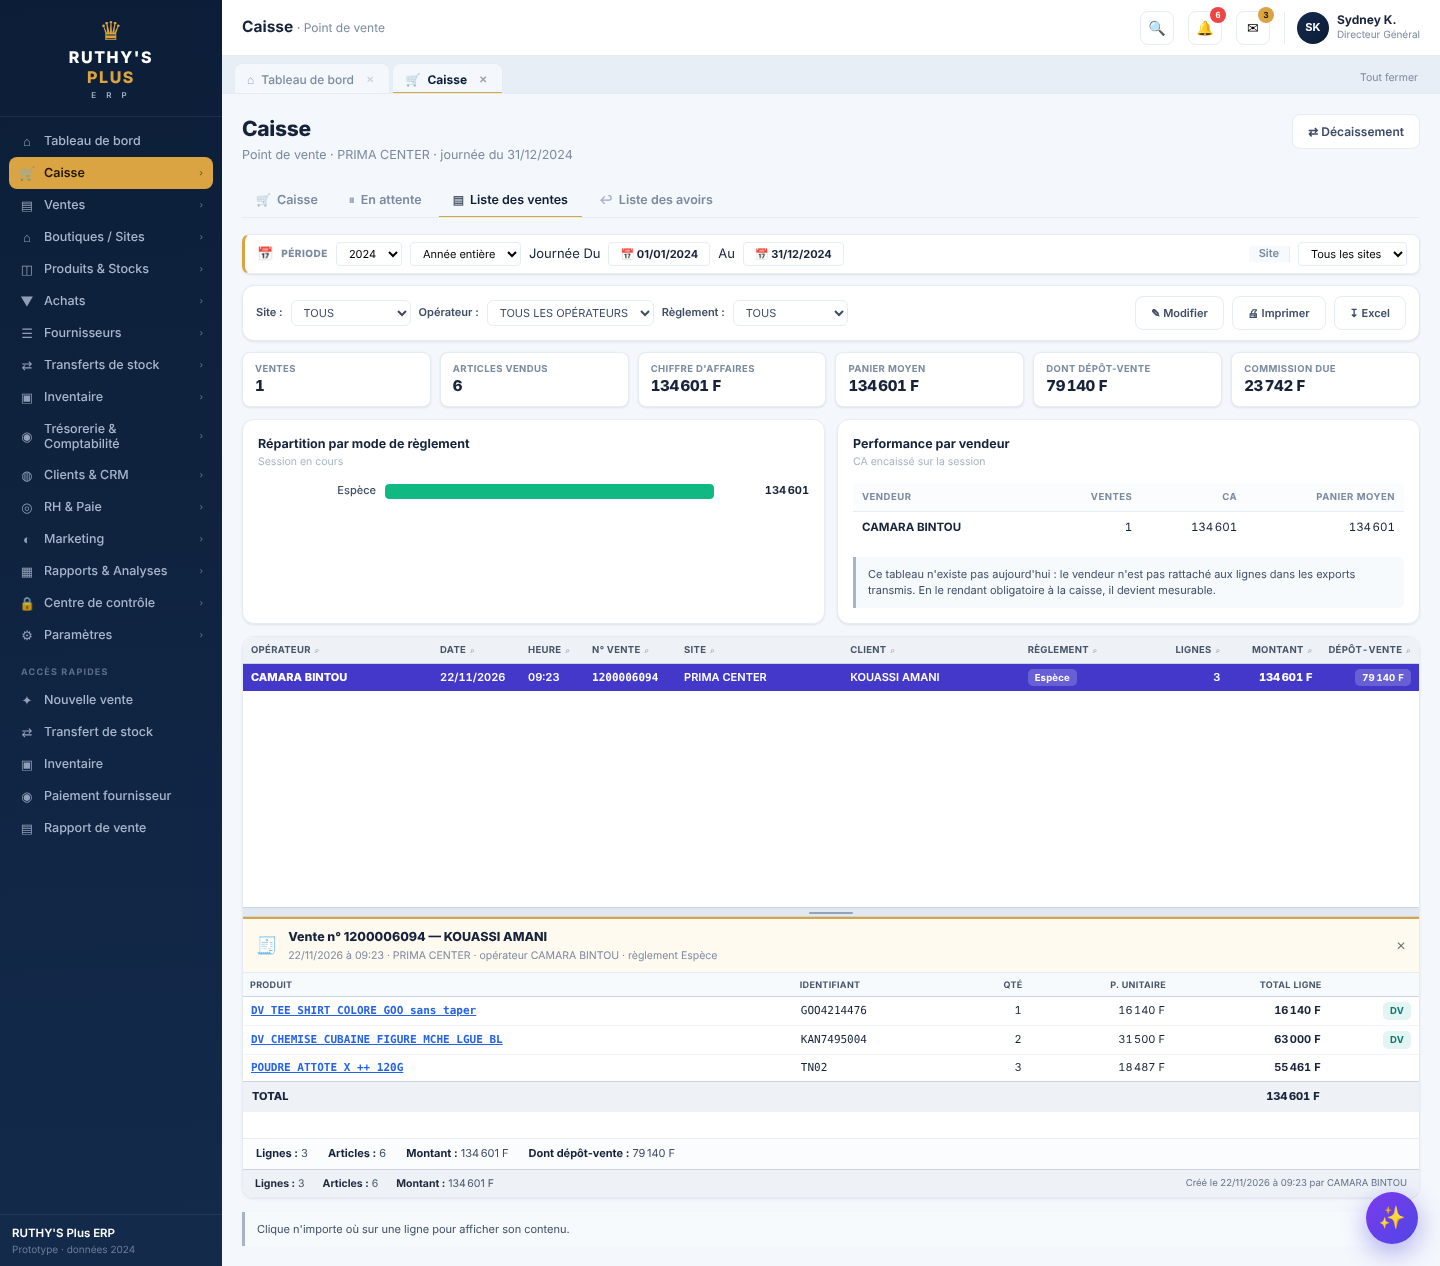 RUTHY'S
PLUS
E R P
Tableau de bord
Caisse
Ventes
Boutiques / Sites
Produits & Stocks
Achats
Fournisseurs
Transferts de stock
Inventaire
Trésorerie &
Comptabilité
Clients & CRM
RH & Paie
Marketing
Rapports & Analyses
Centre de contrôle
Paramètres
ACCÈS RAPIDES
Nouvelle vente
Transfert de stock
Inventaire
Paiement fournisseur
Rapport de vente
RUTHY'S Plus ERP
Prototype · données 2024
Caisse · Point de vente
6
3
SK
Sydney K.
Directeur Général
Tableau de bord ×
Caisse ×
Tout fermer
Caisse
Point de vente · PRIMA CENTER · journée du 31/12/2024
⇄ Décaissement
Caisse
En attente
Liste des ventes
Liste des avoirs
PÉRIODE 2024 Année entière Journée Du 01/01/2024 Au 31/12/2024 Site Tous les sites
Site : TOUS Opérateur : TOUS LES OPÉRATEURS Règlement : TOUS
Modifier
Imprimer
Excel
VENTES
1
ARTICLES VENDUS
6
CHIFFRE D'AFFAIRES
134 601 F
PANIER MOYEN
134 601 F
DONT DÉPÔT-VENTE
79 140 F
COMMISSION DUE
23 742 F
Répartition par mode de règlement
Session en cours
Espèce 134 601
Performance par vendeur
CA encaissé sur la session
VENDEUR VENTES CA PANIER MOYEN
CAMARA BINTOU 1 134 601 134 601
Ce tableau n'existe pas aujourd'hui : le vendeur n'est pas rattaché aux lignes dans les exports
transmis. En le rendant obligatoire à la caisse, il devient mesurable.
OPÉRATEUR DATE HEURE N° VENTE SITE CLIENT RÈGLEMENT LIGNES MONTANT DÉPÔT-VENTE
CAMARA BINTOU 22/11/2026 09:23 1200006094 PRIMA CENTER KOUASSI AMANI Espèce 3 134 601 F 79 140 F
Vente n° 1200006094 — KOUASSI AMANI
22/11/2026 à 09:23 · PRIMA CENTER · opérateur CAMARA BINTOU · règlement Espèce
×
PRODUIT IDENTIFIANT QTÉ P. UNITAIRE TOTAL LIGNE
DV TEE SHIRT COLORE GOO sans taper GOO4214476 1 16 140 F 16 140 F DV
DV CHEMISE CUBAINE FIGURE MCHE LGUE BL KAN7495004 2 31 500 F 63 000 F DV
POUDRE ATTOTE X ++ 120G TN02 3 18 487 F 55 461 F
TOTAL 134 601 F
Lignes : 3 Articles : 6 Montant : 134 601 F Dont dépôt-vente : 79 140 F
Lignes : 3 Articles : 6 Montant : 134 601 F Créé le 22/11/2026 à 09:23 par CAMARA BINTOU
Clique n'importe où sur une ligne pour afficher son contenu.